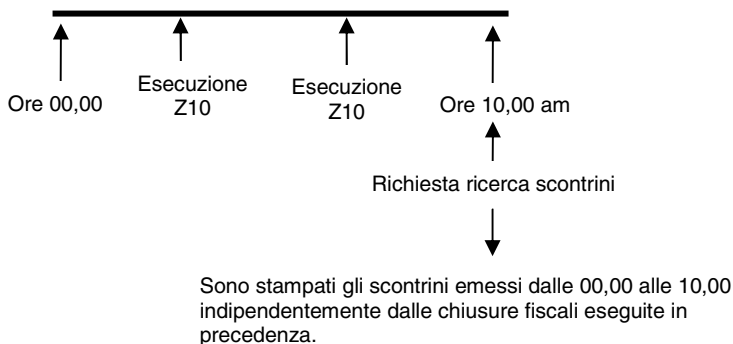 Ore 00,00
Esecuzione
Z10
Esecuzione
Z10
Ore 10,00 am
Richiesta ricerca scontrini
Sono stampati gli scontrini emessi dalle 00,00 alle 10,00
indipendentemente dalle chiusure fiscali eseguite in
precedenza.